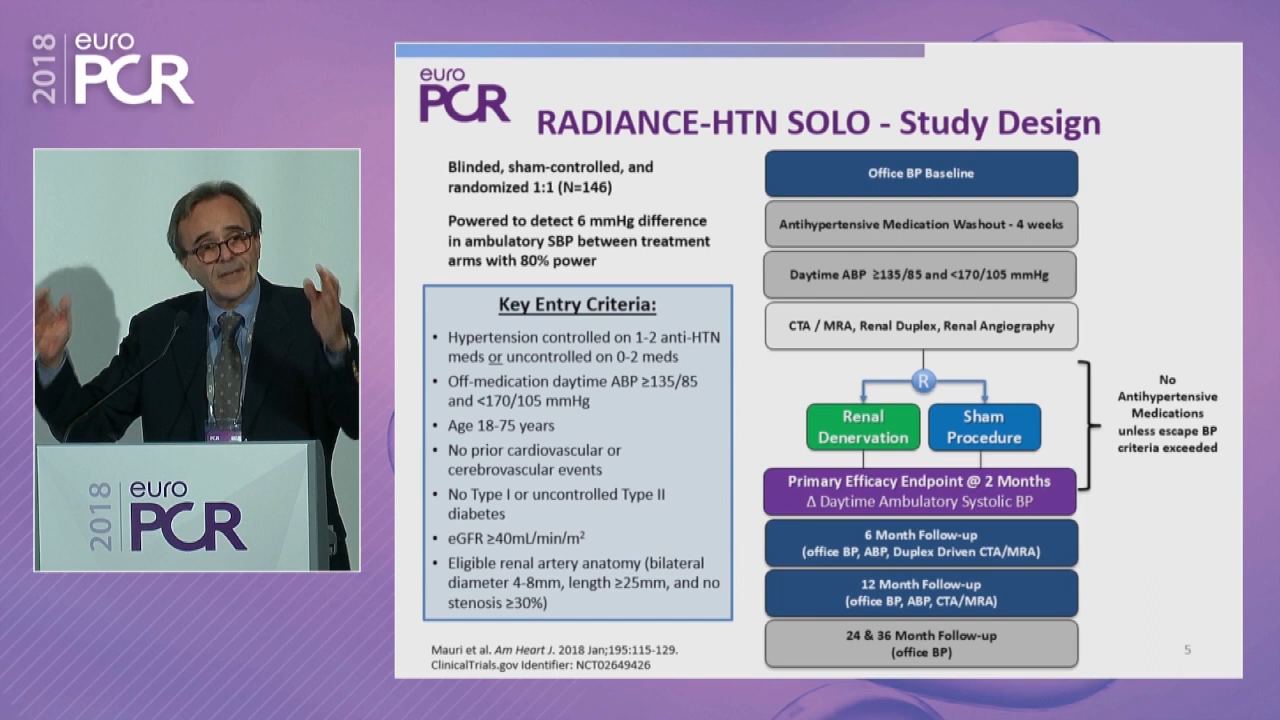 2018
euro
PCR
euro
PCR
RADIANCE-HTN SOLO - Study Design
Blinded, sham-controlled, and
randomized 1:1 (N=146)
Powered to detect 6 mmHg difference
in ambulatory SBP between treatment
arms with 80% power
Key Entry Criteria:
• Hypertension controlled on 1-2 anti-HTN
meds or uncontrolled on 0-2 meds
• Off-medication daytime ABP ≥135/85
and <170/105 mmHg
• Age 18-75 years
• No prior cardiovascular or
cerebrovascular events
• No Type I or uncontrolled Type II
diabetes
• eGFR ≥40mL/min/m²
• Eligible renal artery anatomy (bilateral
diameter 4-8mm, length ≥25mm, and no
stenosis ≥30%)
Mauri et al. Am Heart J. 2018 Jan;195:115-129.
ClinicalTrials.gov Identifier: NCT02649426
Office BP Baseline
Antihypertensive Medication Washout - 4 weeks
Daytime ABP ≥135/85 and <170/105 mmHg
CTA / MRA, Renal Duplex, Renal Angiography
R
Renal
Denervation
Sham
Procedure
No
Antihypertensive
Medications
unless escape BP
criteria exceeded
Primary Efficacy Endpoint @ 2 Months
Δ Daytime Ambulatory Systolic BP
6 Month Follow-up
(office BP, ABP, Duplex Driven CTA/MRA)
12 Month Follow-up
(office BP, ABP, CTA/MRA)
24 & 36 Month Follow-up
(office BP)
5
2018
euro
PCR